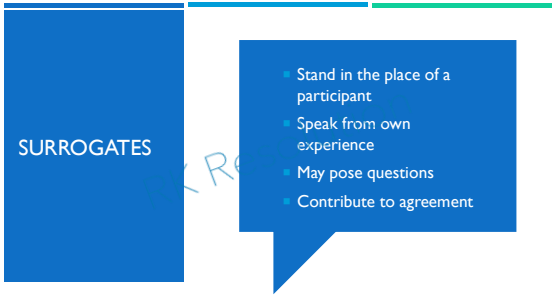 SURROGATES
Stand in the place of a
participant
Speak from own
experience
May pose questions
Contribute to agreement